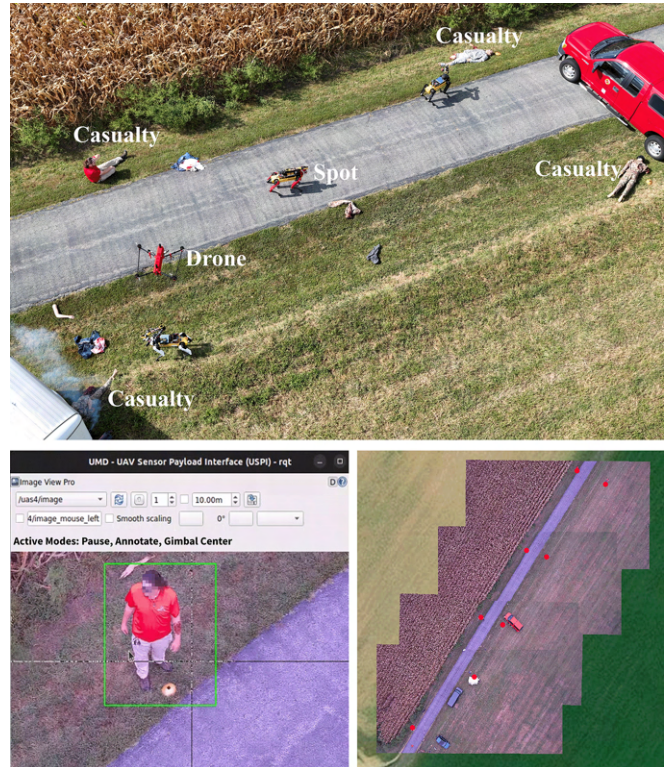 Casualty
Casualty
Casualty
Spot
Drone
Casualty
UMD - UAV Sensor Payload Interface (USPI) - rqt
Image View Pro
D
/uas4/image
1
10.00m
4/image_mouse_left
Smooth scaling
0°
Active Modes: Pause, Annotate, Gimbal Center